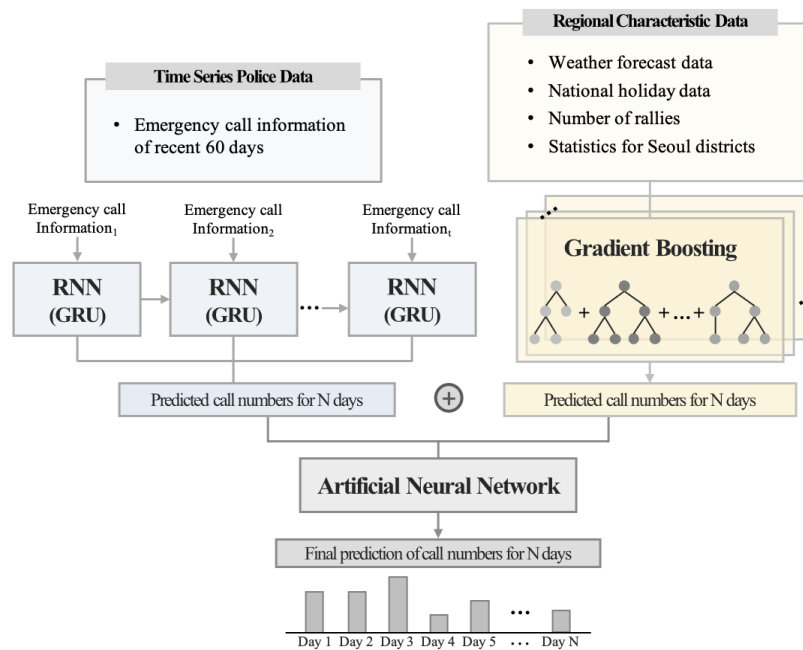 Time Series Police Data
• Emergency call information
of recent 60 days
Regional Characteristic Data
• Weather forecast data
• National holiday data
• Number of rallies
• Statistics for Seoul districts
Emergency call
Information₁
Emergency call
Information₂
Emergency call
Informationₜ
RNN
(GRU)
RNN
(GRU)
...
RNN
(GRU)
Gradient Boosting
+ + ... +
Predicted call numbers for N days
+
Predicted call numbers for N days
Artificial Neural Network
Final prediction of call numbers for N days
...
Day 1 Day 2 Day 3 Day 4 Day 5 ... Day N